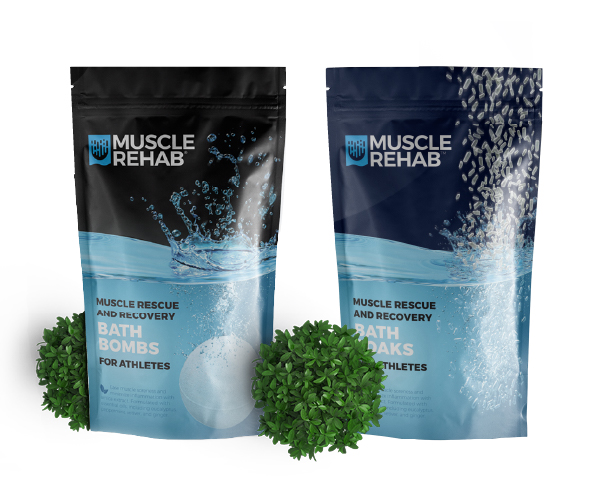 MUSCLE
REHAB
MUSCLE RESCUE
AND RECOVERY
BATH
BOMBS
FOR ATHLETES
MUSCLE
REHAB
MUSCLE RESCUE
AND RECOVERY
BATH
OAKS
ATHLETES